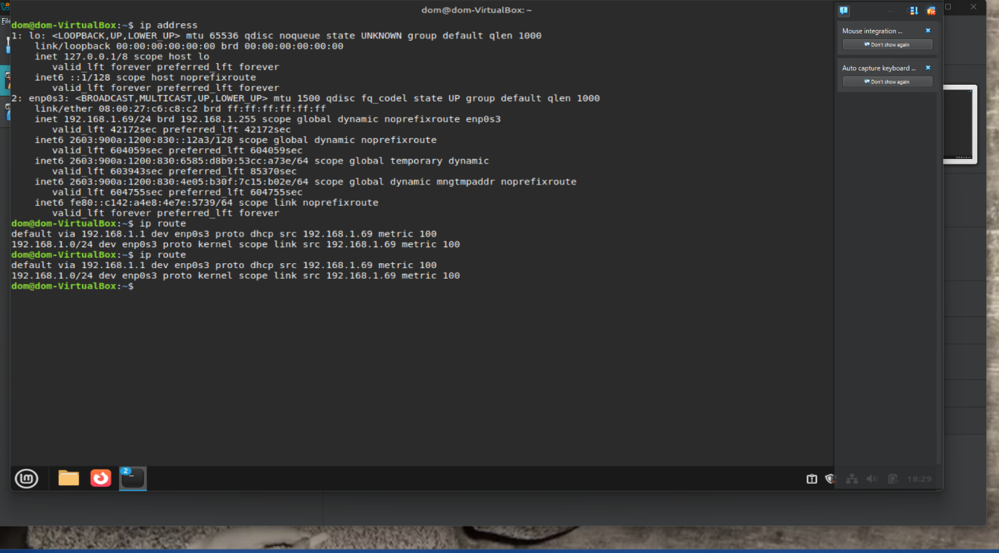 dom@dom-VirtualBox: ~
File
dom@dom-VirtualBox:~$ ip address
1: lo: <LOOPBACK,UP,LOWER_UP> mtu 65536 qdisc noqueue state UNKNOWN group default qlen 1000
    link/loopback 00:00:00:00:00:00 brd 00:00:00:00:00:00
    inet 127.0.0.1/8 scope host lo
       valid_lft forever preferred_lft forever
    inet6 ::1/128 scope host noprefixroute
       valid_lft forever preferred_lft forever
2: enp0s3: <BROADCAST,MULTICAST,UP,LOWER_UP> mtu 1500 qdisc fq_codel state UP group default qlen 1000
    link/ether 08:00:27:c6:c8:c2 brd ff:ff:ff:ff:ff:ff
    inet 192.168.1.69/24 brd 192.168.1.255 scope global dynamic noprefixroute enp0s3
       valid_lft 42172sec preferred_lft 42172sec
    inet6 2603:900a:1200:830::12a3/128 scope global dynamic noprefixroute
       valid_lft 604059sec preferred_lft 604059sec
    inet6 2603:900a:1200:830:6585:d8b9:53cc:a73e/64 scope global temporary dynamic
       valid_lft 603943sec preferred_lft 85370sec
    inet6 2603:900a:1200:830:4e05:b30f:7c15:b02e/64 scope global dynamic mngtmpaddr noprefixroute
       valid_lft 604755sec preferred_lft 604755sec
    inet6 fe80::c142:a4e8:4e7e:5739/64 scope link noprefixroute
       valid_lft forever preferred_lft forever
dom@dom-VirtualBox:~$ ip route
default via 192.168.1.1 dev enp0s3 proto dhcp src 192.168.1.69 metric 100
192.168.1.0/24 dev enp0s3 proto kernel scope link src 192.168.1.69 metric 100
dom@dom-VirtualBox:~$ ip route
default via 192.168.1.1 dev enp0s3 proto dhcp src 192.168.1.69 metric 100
192.168.1.0/24 dev enp0s3 proto kernel scope link src 192.168.1.69 metric 100
dom@dom-VirtualBox:~$
Mouse integration ...
Don't show again
Auto capture keyboard ...
Don't show again
2
18:29